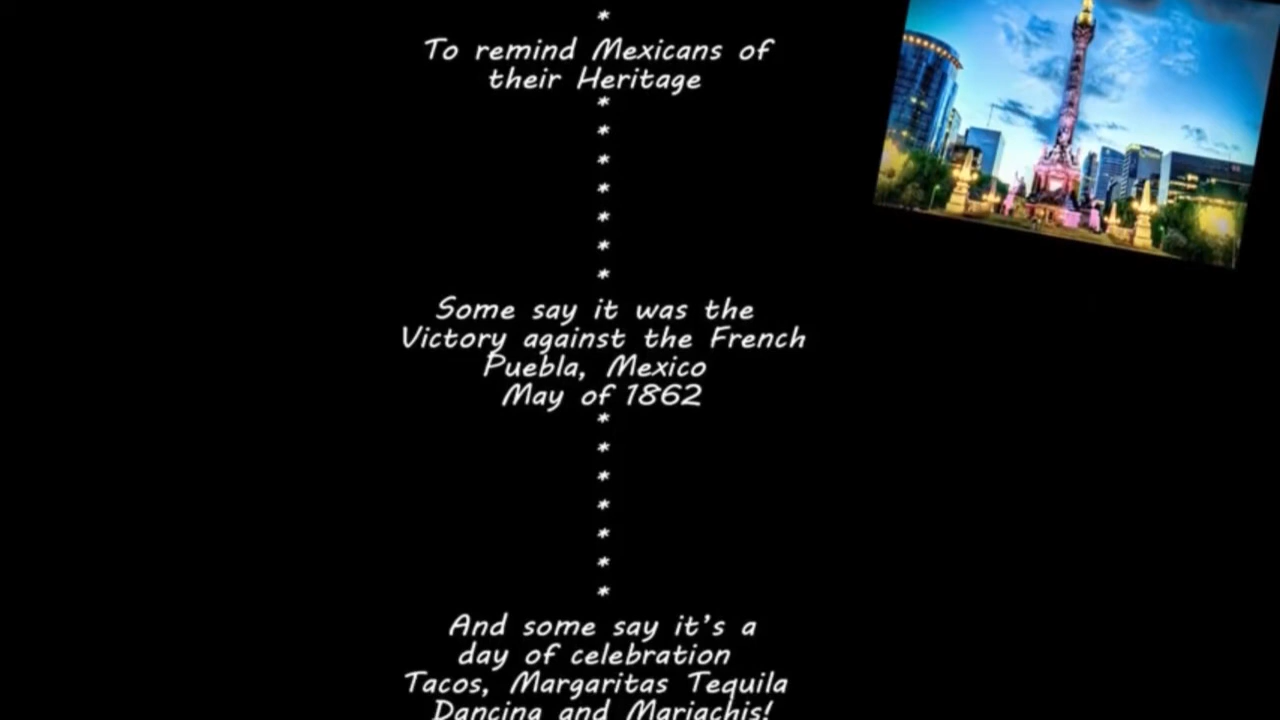 *
To remind Mexicans of
their Heritage
*
*
*
*
*
*
*
Some say it was the
Victory against the French
Puebla, Mexico
May of 1862
*
*
*
*
*
*
*
And some say it's a
day of celebration
Tacos, Margaritas Tequila
Dancing and Mariachis!